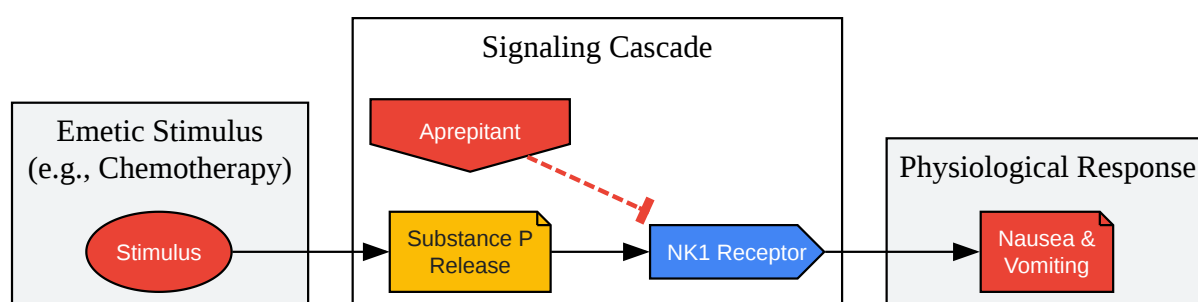 Signaling Cascade
Emetic Stimulus
(e.g., Chemotherapy)
Aprepitant
Physiological Response
Stimulus
Substance P
Release
NK1 Receptor
Nausea &
Vomiting